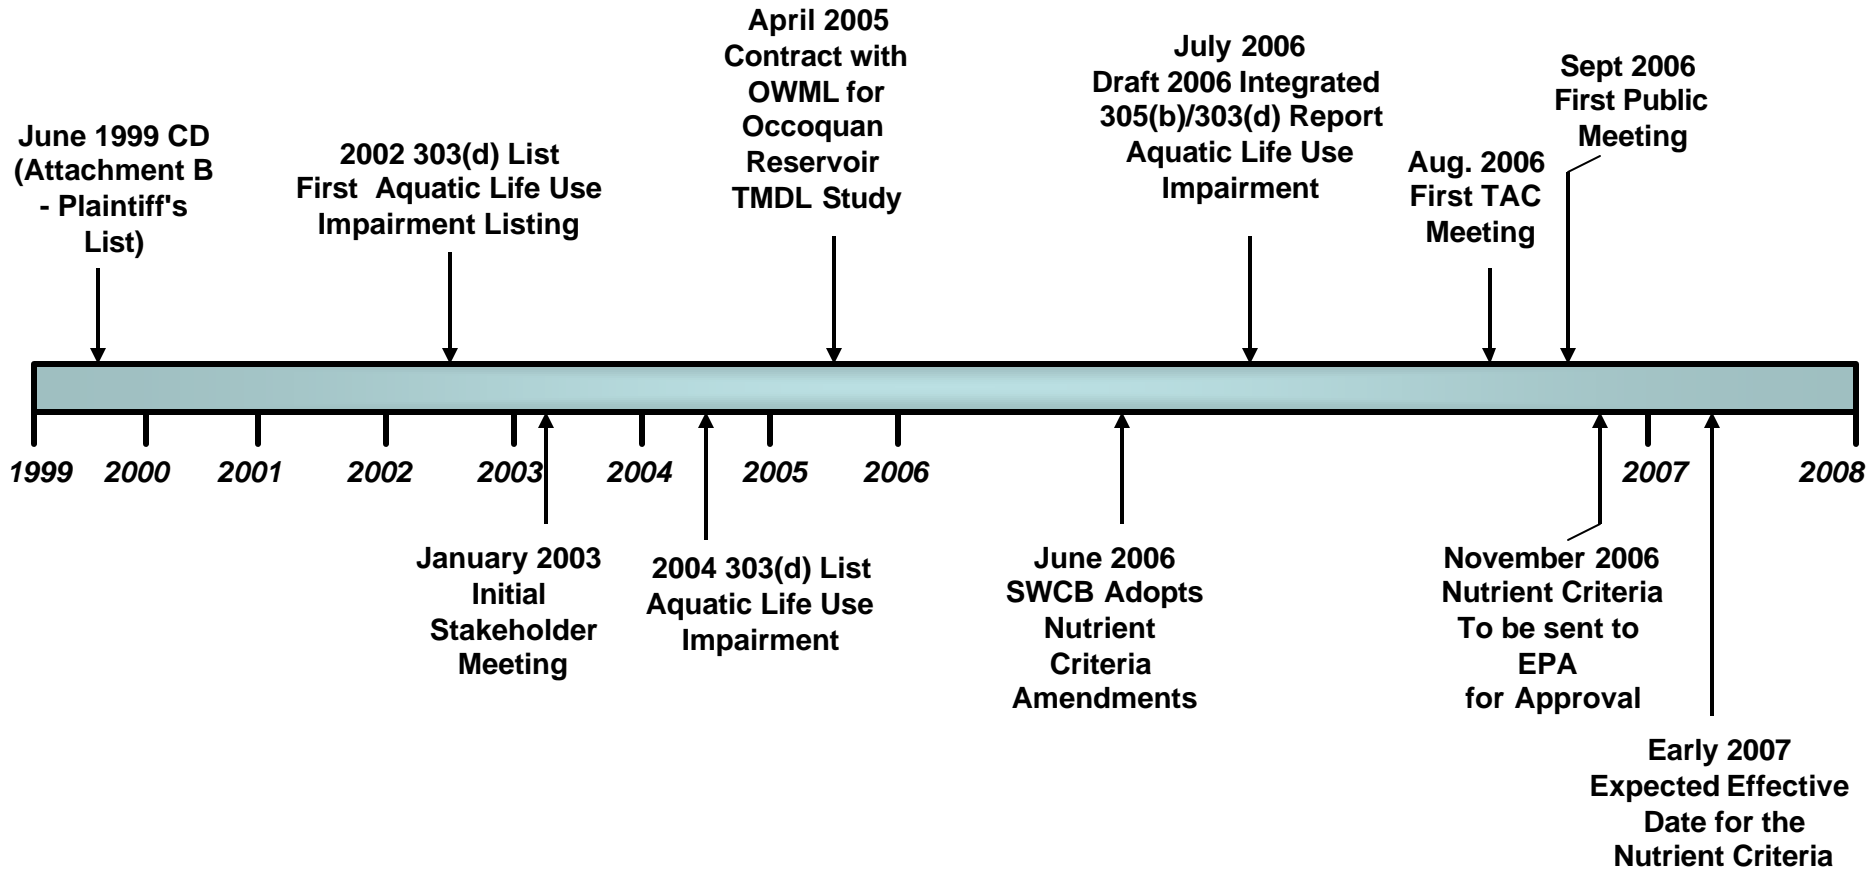 June 1999 CD
(Attachment B
- Plaintiff's
List)
2002 303(d) List
First Aquatic Life Use
Impairment Listing
April 2005
Contract with
OWML for
Occoquan
Reservoir
TMDL Study
July 2006
Draft 2006 Integrated
305(b)/303(d) Report
Aquatic Life Use
Impairment
Aug. 2006
First TAC
Meeting
Sept 2006
First Public
Meeting
1999 2000 2001 2002 2003 2004 2005 2006 2007 2008
January 2003
Initial
Stakeholder
Meeting
2004 303(d) List
Aquatic Life Use
Impairment
June 2006
SWCB Adopts
Nutrient
Criteria
Amendments
November 2006
Nutrient Criteria
To be sent to
EPA
for Approval
Early 2007
Expected Effective
Date for the
Nutrient Criteria